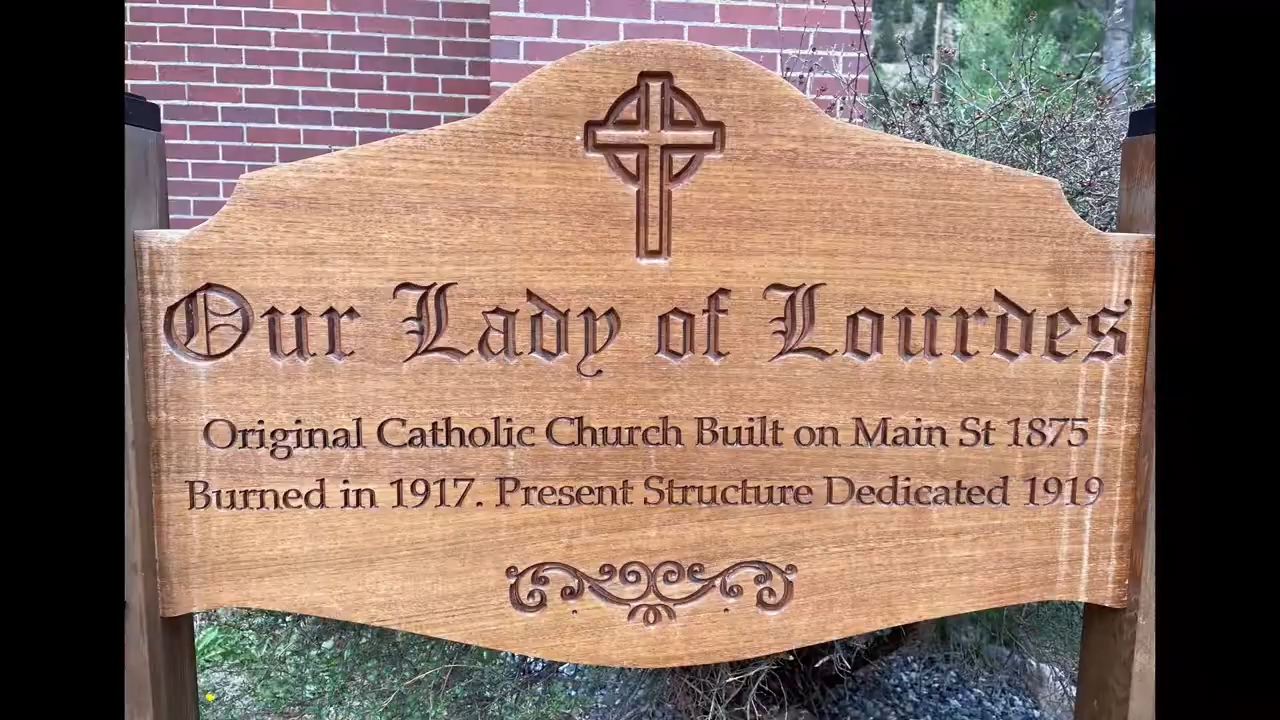 Our Lady of Lourdes
Original Catholic Church Built on Main St 1875
Burned in 1917. Present Structure Dedicated 1919